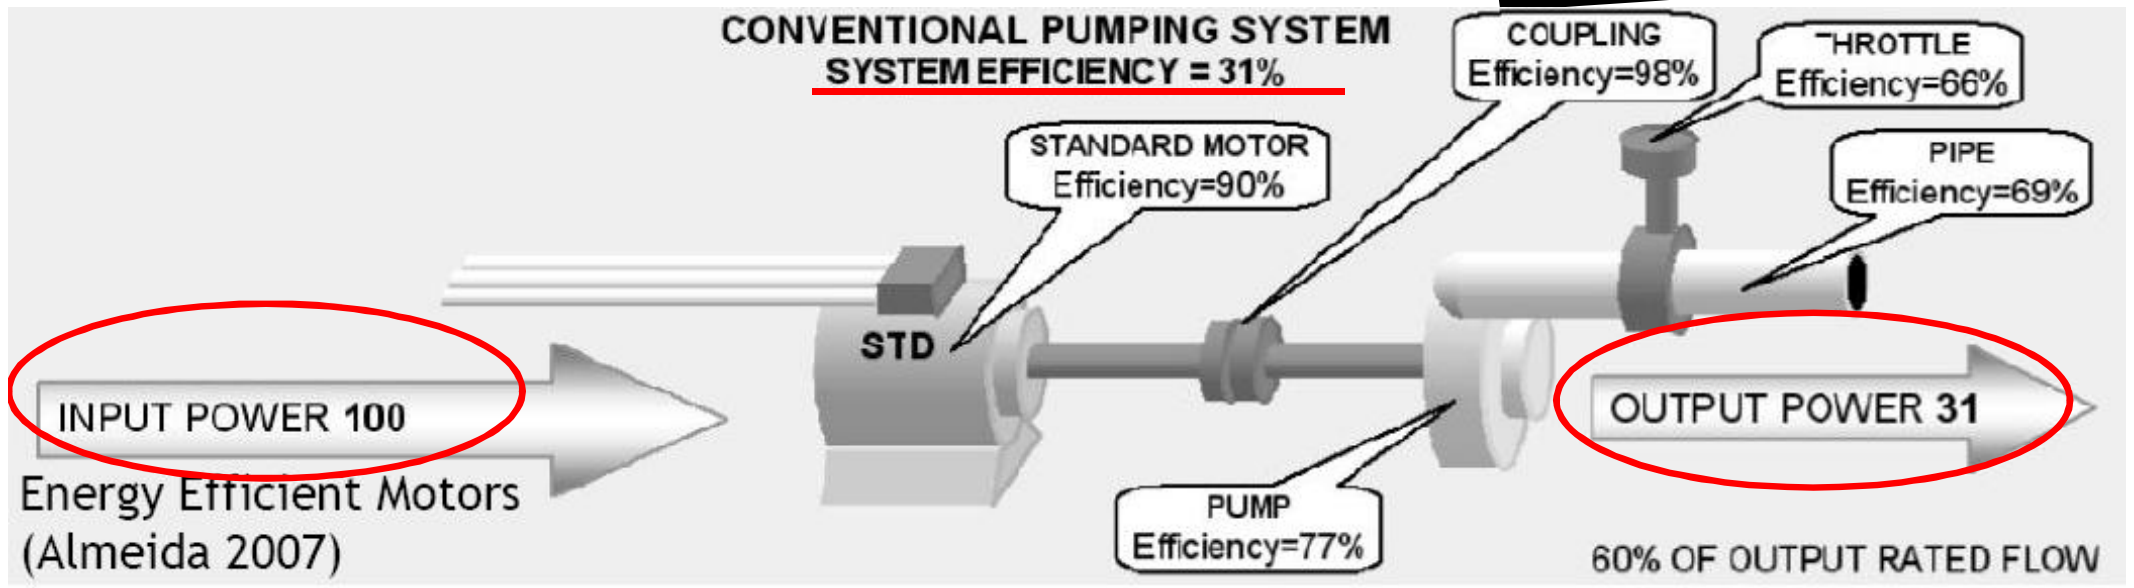 CONVENTIONAL PUMPING SYSTEM
SYSTEM EFFICIENCY = 31%
COUPLING
Efficiency=98%
THROTTLE
Efficiency=66%
STANDARD MOTOR
Efficiency=90%
PIPE
Efficiency=69%
STD
INPUT POWER 100
OUTPUT POWER 31
Energy Efficient Motors
(Almeida 2007)
PUMP
Efficiency=77%
60% OF OUTPUT RATED FLOW